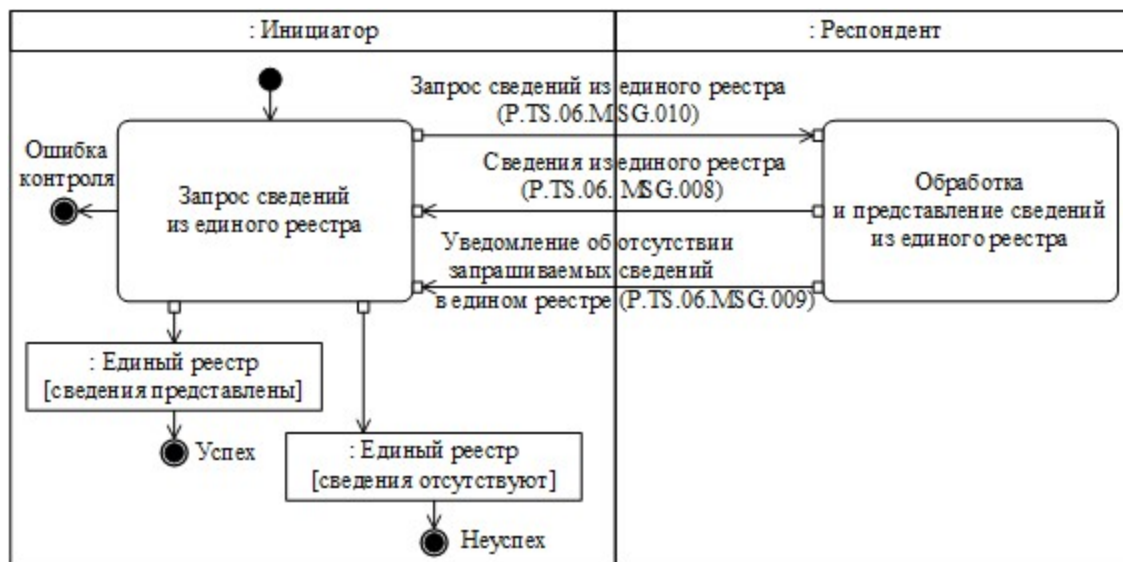 : Инициатор
: Респондент
Запрос сведений из единого реестра
(P.TS.06.MSG.010)
Ошибка
контроля
Запрос сведений
из единого реестра
Сведения из единого реестра
(P.TS.06. MSG.008)
Обработка
и представление сведений
из единого реестра
Уведомление об отсутствии
запрашиваемых сведений
в едином реестре (P.TS.06.MSG.009)
: Единый реестр
[сведения представлены]
Успех
: Единый реестр
[сведения отсутствуют]
Неуспех